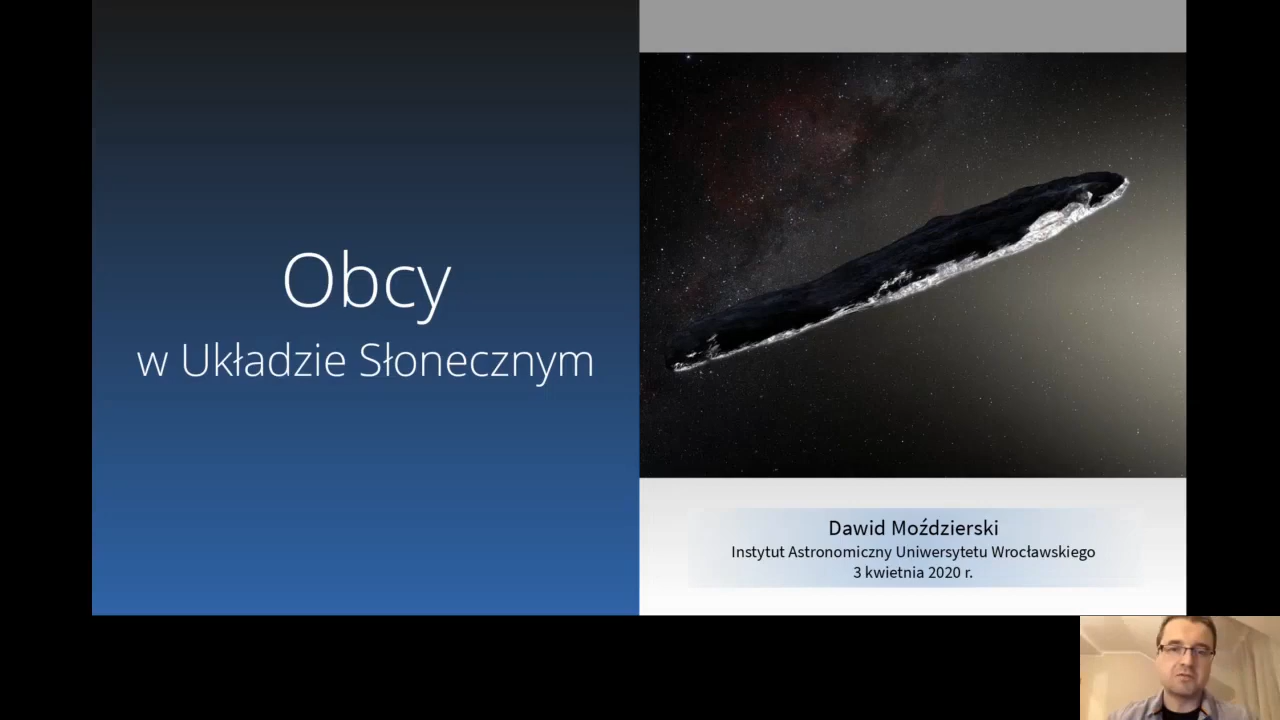 Obcy
w Układzie Słonecznym
Dawid Moździerski
Instytut Astronomiczny Uniwersytetu Wrocławskiego
3 kwietnia 2020 r.